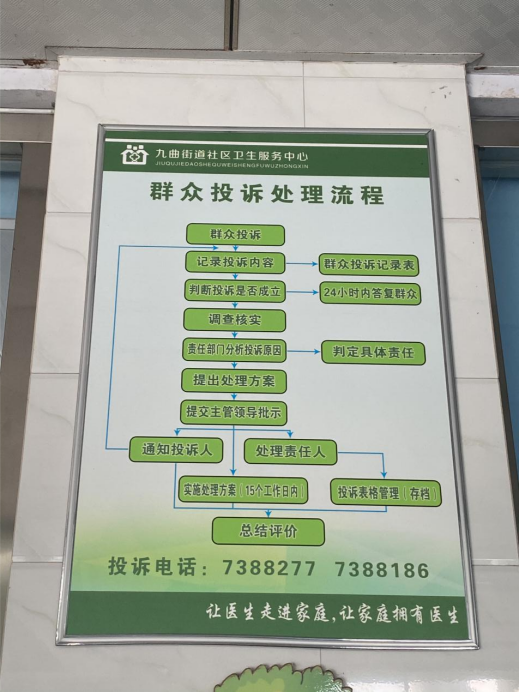 九曲街道社区卫生服务中心
JIUQUJIEDAOSHEQUWEISHENGFUWUZHONGXIN
群众投诉处理流程
群众投诉
记录投诉内容 群众投诉记录表
判断投诉是否成立 24小时内答复群众
调查核实
责任部门分析投诉原因 判定具体责任
提出处理方案
提交主管领导批示
通知投诉人 处理责任人
实施处理方案（15个工作日内） 投诉表格管理（存档）
总结评价
投诉电话：7388277 7388186
让医生走进家庭,让家庭拥有医生